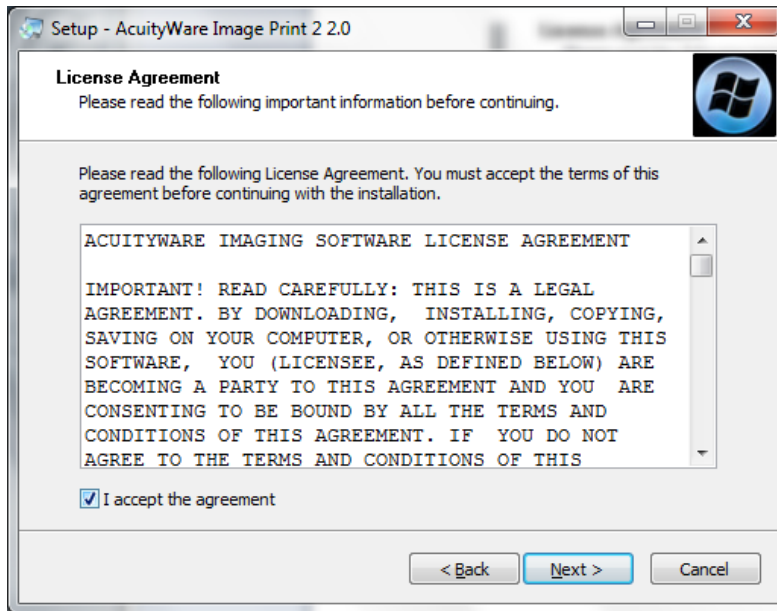 Setup - AcuityWare Image Print 2 2.0
License Agreement
Please read the following important information before continuing.
Please read the following License Agreement. You must accept the terms of this
agreement before continuing with the installation.
ACUITYWARE IMAGING SOFTWARE LICENSE AGREEMENT
IMPORTANT! READ CAREFULLY: THIS IS A LEGAL
AGREEMENT. BY DOWNLOADING,  INSTALLING, COPYING,
SAVING ON YOUR COMPUTER, OR OTHERWISE USING THIS
SOFTWARE,  YOU (LICENSEE, AS DEFINED BELOW) ARE
BECOMING A PARTY TO THIS AGREEMENT AND YOU  ARE
CONSENTING TO BE BOUND BY ALL THE TERMS AND
CONDITIONS OF THIS AGREEMENT. IF  YOU DO NOT
AGREE TO THE TERMS AND CONDITIONS OF THIS
I accept the agreement
< Back
Next >
Cancel